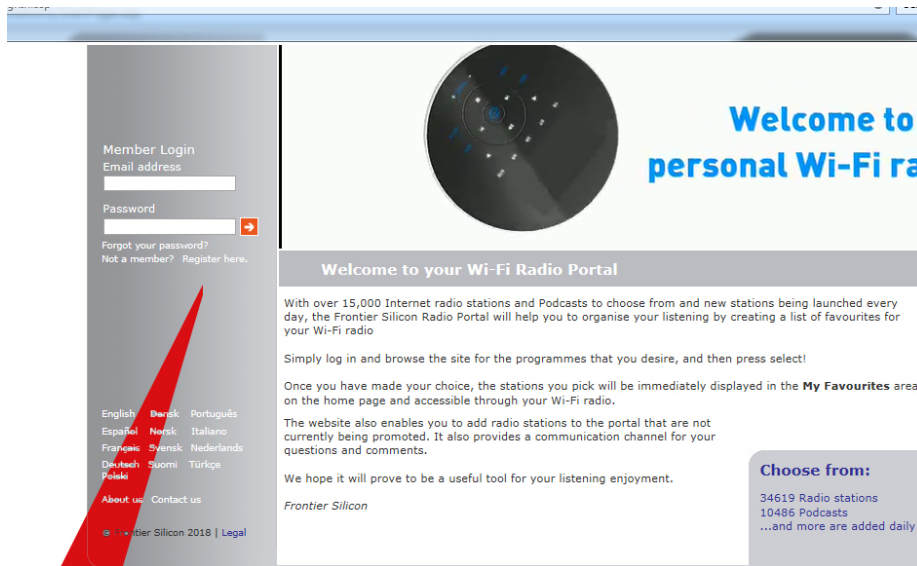 Welcome to
personal Wi-Fi ra
Member Login
Email address
Password
Forgot your password?
Not a member? Register here.
Welcome to your Wi-Fi Radio Portal
With over 15,000 Internet radio stations and Podcasts to choose from and new stations being launched every
day, the Frontier Silicon Radio Portal will help you to organise your listening by creating a list of favourites for
your Wi-Fi radio
Simply log in and browse the site for the programmes that you desire, and then press select!
Once you have made your choice, the stations you pick will be immediately displayed in the My Favourites area
on the home page and accessible through your Wi-Fi radio.
The website also enables you to add radio stations to the portal that are not
currently being promoted. It also provides a communication channel for your
questions and comments.
We hope it will prove to be a useful tool for your listening enjoyment.
Frontier Silicon
English Dansk Português
Español Norsk Italiano
Français Svensk Nederlands
Deutsch Suomi Türkçe
Polski
About us Contact us
© Frontier Silicon 2018 | Legal
Choose from:
34619 Radio stations
10486 Podcasts
...and more are added daily